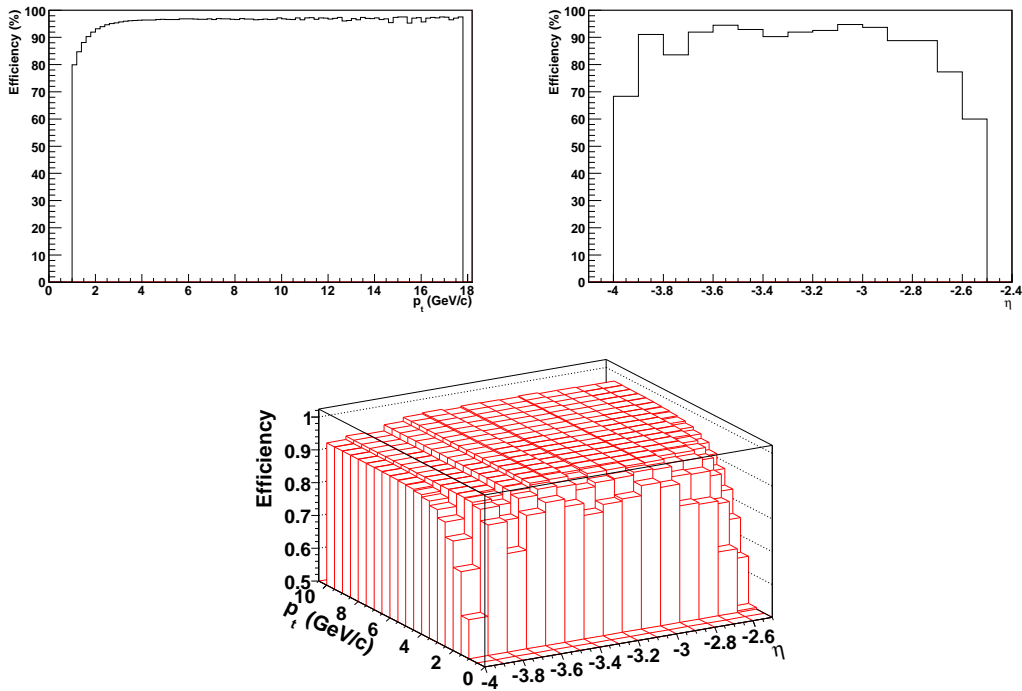 Efficiency (%)
100
90
80
70
60
50
40
30
20
10
0
0 2 4 6 8 10 12 14 16 18
p_t (GeV/c)
Efficiency (%)
100
90
80
70
60
50
40
30
20
10
0
-4 -3.8 -3.6 -3.4 -3.2 -3 -2.8 -2.6 -2.4
η
Efficiency
1
0.9
0.8
0.7
0.6
0.5
10 8 6 4 2 0
p_t (GeV/c)
-4 -3.8 -3.6 -3.4 -3.2 -3 -2.8 -2.6
η